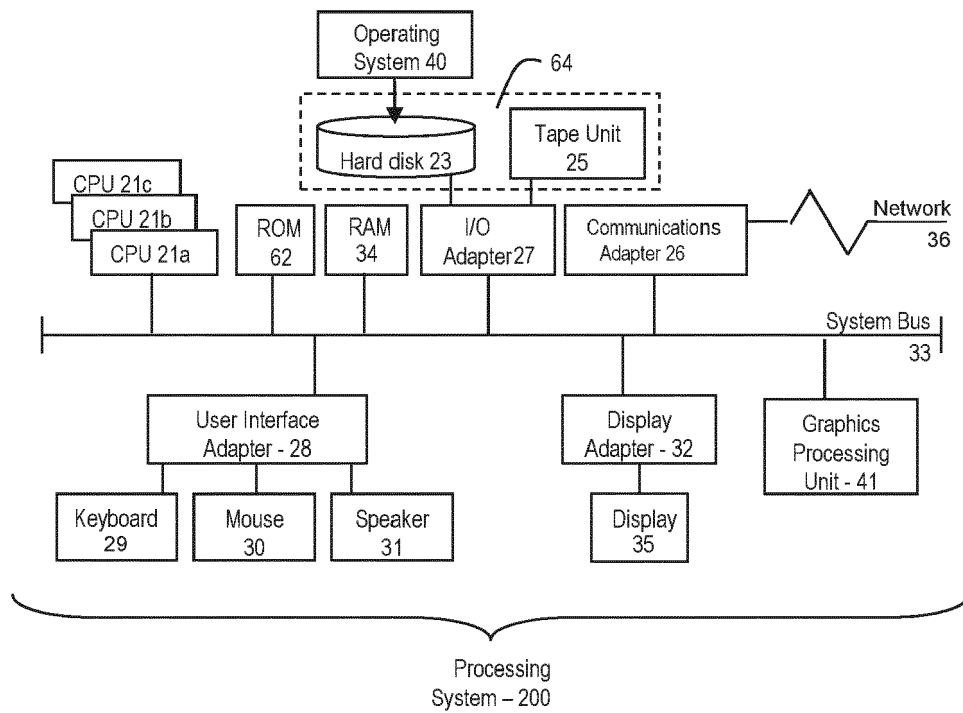 Operating
System 40
64
Hard disk 23
Tape Unit
25
CPU 21c
CPU 21b
CPU 21a
ROM
62
RAM
34
I/O
Adapter27
Communications
Adapter 26
Network
36
System Bus
33
User Interface
Adapter - 28
Display
Adapter - 32
Graphics
Processing
Unit - 41
Keyboard
29
Mouse
30
Speaker
31
Display
35
Processing
System – 200